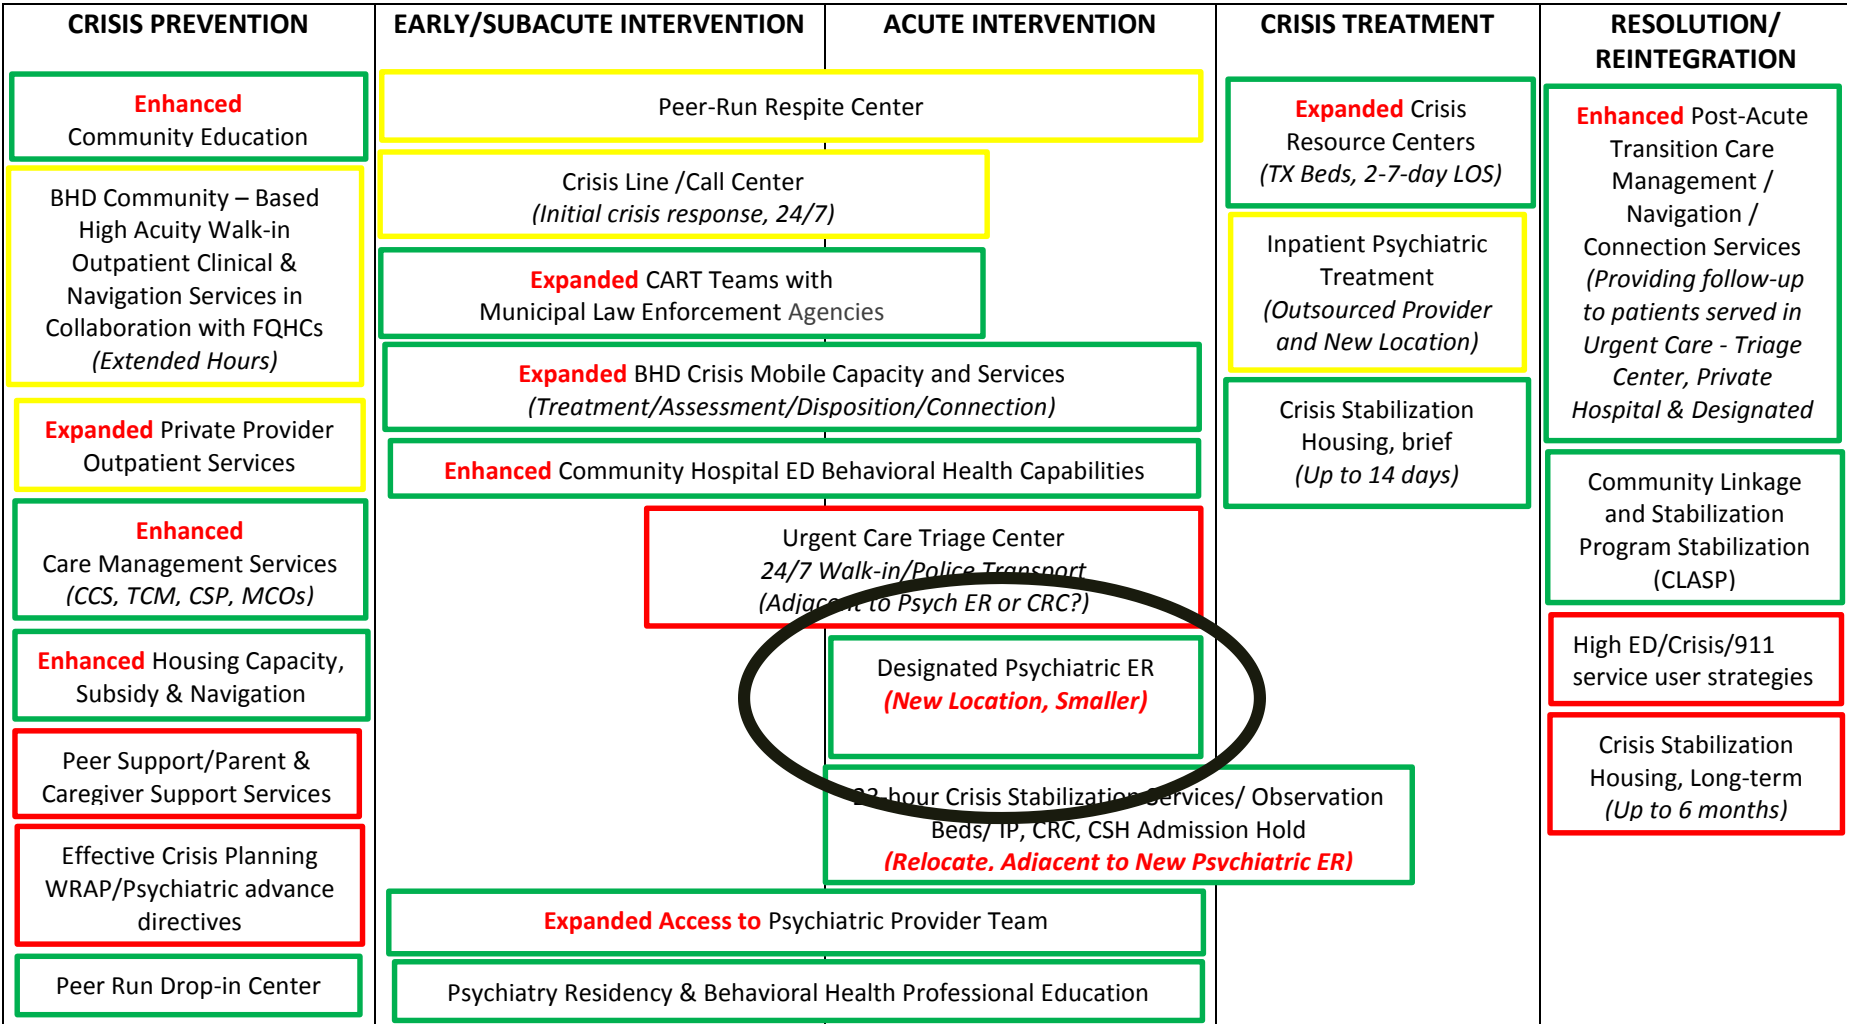 CRISIS PREVENTION
Enhanced
Community Education
BHD Community – Based
High Acuity Walk-in
Outpatient Clinical &
Navigation Services in
Collaboration with FQHCs
(Extended Hours)
Expanded Private Provider
Outpatient Services
Enhanced
Care Management Services
(CCS, TCM, CSP, MCOs)
Enhanced Housing Capacity,
Subsidy & Navigation
Peer Support/Parent &
Caregiver Support Services
Effective Crisis Planning
WRAP/Psychiatric advance
directives
Peer Run Drop-in Center
EARLY/SUBACUTE INTERVENTION
ACUTE INTERVENTION
Peer-Run Respite Center
Crisis Line /Call Center
(Initial crisis response, 24/7)
Expanded CART Teams with
Municipal Law Enforcement Agencies
Expanded BHD Crisis Mobile Capacity and Services
(Treatment/Assessment/Disposition/Connection)
Enhanced Community Hospital ED Behavioral Health Capabilities
Urgent Care Triage Center
24/7 Walk-in/Police Transport
(Adjacent to Psych ER or CRC?)
Designated Psychiatric ER
(New Location, Smaller)
23-hour Crisis Stabilization Services/ Observation
Beds/ IP, CRC, CSH Admission Hold
(Relocate, Adjacent to New Psychiatric ER)
Expanded Access to Psychiatric Provider Team
Psychiatry Residency & Behavioral Health Professional Education
CRISIS TREATMENT
Expanded Crisis
Resource Centers
(TX Beds, 2-7-day LOS)
Inpatient Psychiatric
Treatment
(Outsourced Provider
and New Location)
Crisis Stabilization
Housing, brief
(Up to 14 days)
RESOLUTION/
REINTEGRATION
Enhanced Post-Acute
Transition Care
Management /
Navigation /
Connection Services
(Providing follow-up
to patients served in
Urgent Care - Triage
Center, Private
Hospital & Designated
Community Linkage
and Stabilization
Program Stabilization
(CLASP)
High ED/Crisis/911
service user strategies
Crisis Stabilization
Housing, Long-term
(Up to 6 months)